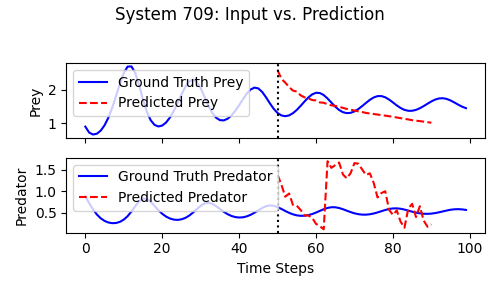 System 709: Input vs. Prediction
Prey
2
1
Ground Truth Prey
Predicted Prey
Predator
1.5
1.0
0.5
Ground Truth Predator
Predicted Predator
0 20 40 60 80 100
Time Steps